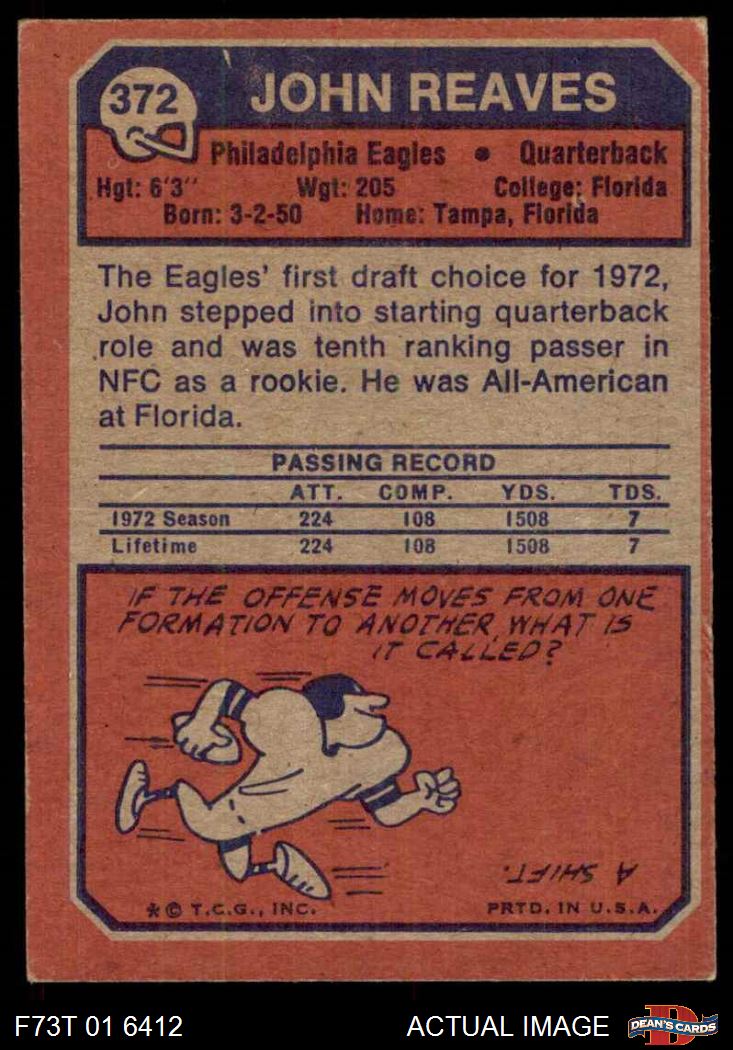 372
JOHN REAVES
Philadelphia Eagles • Quarterback
Hgt: 6'3" Wgt: 205 College: Florida
Born: 3-2-50 Home: Tampa, Florida
The Eagles' first draft choice for 1972,
John stepped into starting quarterback
role and was tenth ranking passer in
NFC as a rookie. He was All-American
at Florida.
PASSING RECORD
ATT. COMP. YDS. TDS.
1972 Season 224 108 1508 7
Lifetime 224 108 1508 7
IF THE OFFENSE MOVES FROM ONE
FORMATION TO ANOTHER, WHAT IS
IT CALLED?
A SHIFT.
*© T.C.G., INC. PRTD. IN U.S.A.
F73T 01 6412 ACTUAL IMAGE D DEAN'S CARDS